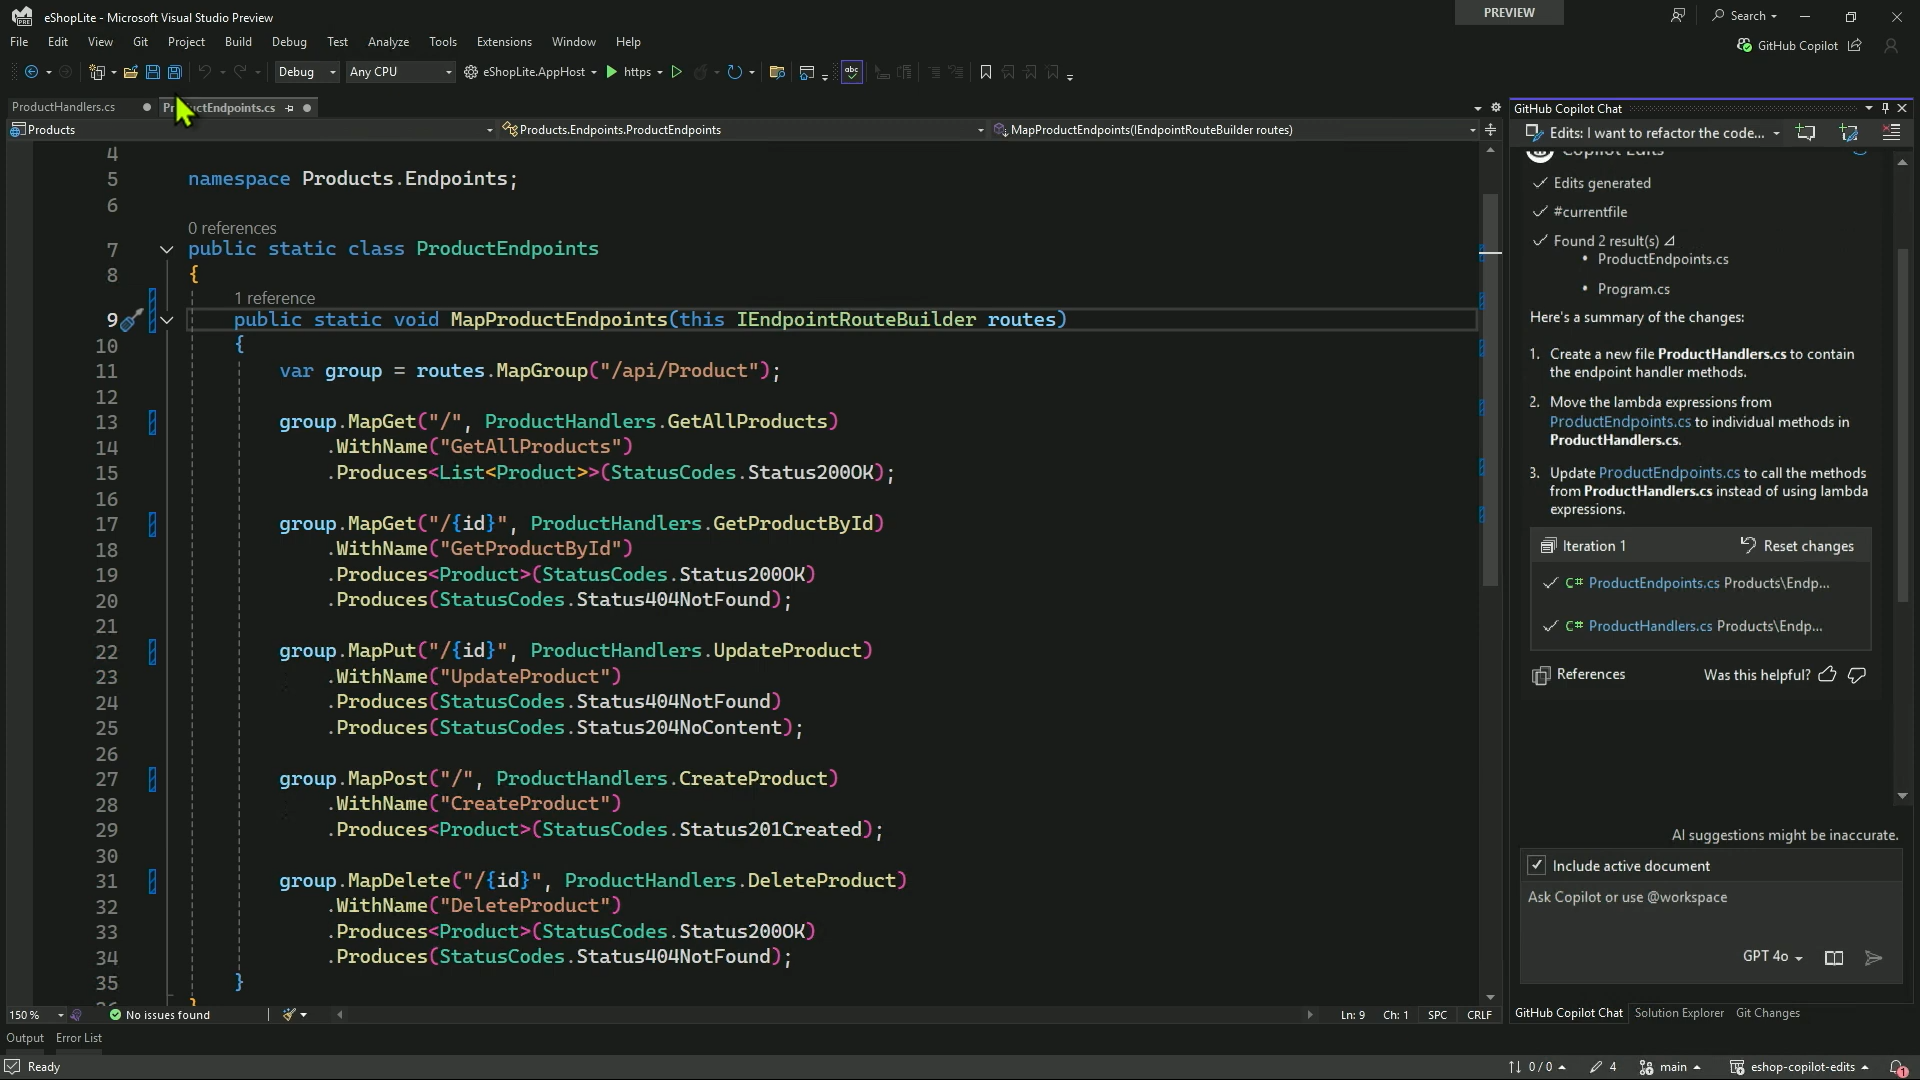 eShopLite - Microsoft Visual Studio Preview
PREVIEW
Search
File Edit View Git Project Build Debug Test Analyze Tools Extensions Window Help
GitHub Copilot
Debug Any CPU eShopLite.AppHost https abc
ProductHandlers.cs
ctEndpoints.cs
Products
Products.Endpoints.ProductEndpoints
MapProductEndpoints(IEndpointRouteBuilder routes)
4
5 namespace Products.Endpoints;
6
0 references
7 public static class ProductEndpoints
8 {
1 reference
9 public static void MapProductEndpoints(this IEndpointRouteBuilder routes)
10 {
11 var group = routes.MapGroup("/api/Product");
12
13 group.MapGet("/", ProductHandlers.GetAllProducts)
14 .WithName("GetAllProducts")
15 .Produces<List<Product>>(StatusCodes.Status200OK);
16
17 group.MapGet("/{id}", ProductHandlers.GetProductById)
18 .WithName("GetProductById")
19 .Produces<Product>(StatusCodes.Status200OK)
20 .Produces(StatusCodes.Status404NotFound);
21
22 group.MapPut("/{id}", ProductHandlers.UpdateProduct)
23 .WithName("UpdateProduct")
24 .Produces(StatusCodes.Status404NotFound)
25 .Produces(StatusCodes.Status204NoContent);
26
27 group.MapPost("/", ProductHandlers.CreateProduct)
28 .WithName("CreateProduct")
29 .Produces<Product>(StatusCodes.Status201Created);
30
31 group.MapDelete("/{id}", ProductHandlers.DeleteProduct)
32 .WithName("DeleteProduct")
33 .Produces<Product>(StatusCodes.Status200OK)
34 .Produces(StatusCodes.Status404NotFound);
35 }
150 % No issues found Ln: 9 Ch: 1 SPC CRLF
Output Error List
Ready
GitHub Copilot Chat
Edits: I want to refactor the code...
Copilot Edits
Edits generated
#currentfile
Found 2 result(s)
• ProductEndpoints.cs
• Program.cs
Here's a summary of the changes:
1. Create a new file ProductHandlers.cs to contain
the endpoint handler methods.
2. Move the lambda expressions from
ProductEndpoints.cs to individual methods in
ProductHandlers.cs.
3. Update ProductEndpoints.cs to call the methods
from ProductHandlers.cs instead of using lambda
expressions.
Iteration 1 Reset changes
C# ProductEndpoints.cs Products\Endp...
C# ProductHandlers.cs Products\Endp...
References Was this helpful?
AI suggestions might be inaccurate.
Include active document
Ask Copilot or use @workspace
GPT 4o
GitHub Copilot Chat Solution Explorer Git Changes
0 / 0 4 main eshop-copilot-edits 1